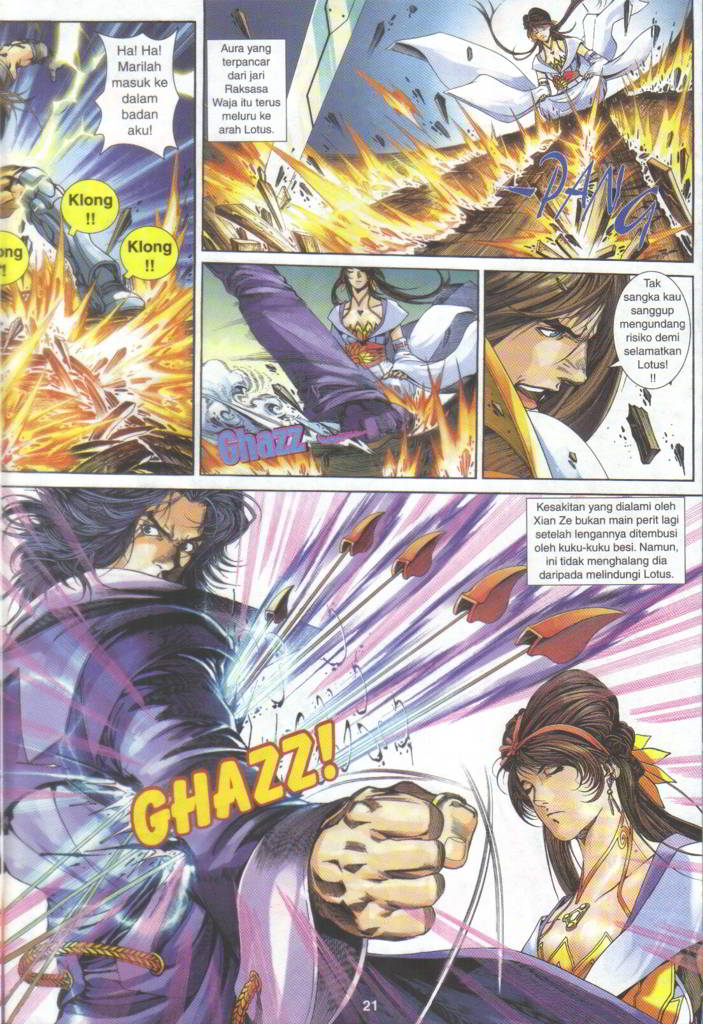 Ha! Ha!
Marilah
masuk ke
dalam
badan
aku!
Klong
!!
Klong
!!
ong
!!
Aura yang
terpancar
dari jari
Raksasa
Waja itu terus
meluru ke
arah Lotus.
PANG
Ghazz
Tak
sangka kau
sanggup
mengundang
risiko demi
selamatkan
Lotus!
!!
Kesakitan yang dialami oleh
Xian Ze bukan main perit lagi
setelah lengannya ditembusi
oleh kuku-kuku besi. Namun,
ini tidak menghalang dia
daripada melindungi Lotus.
GHAZZ!
21